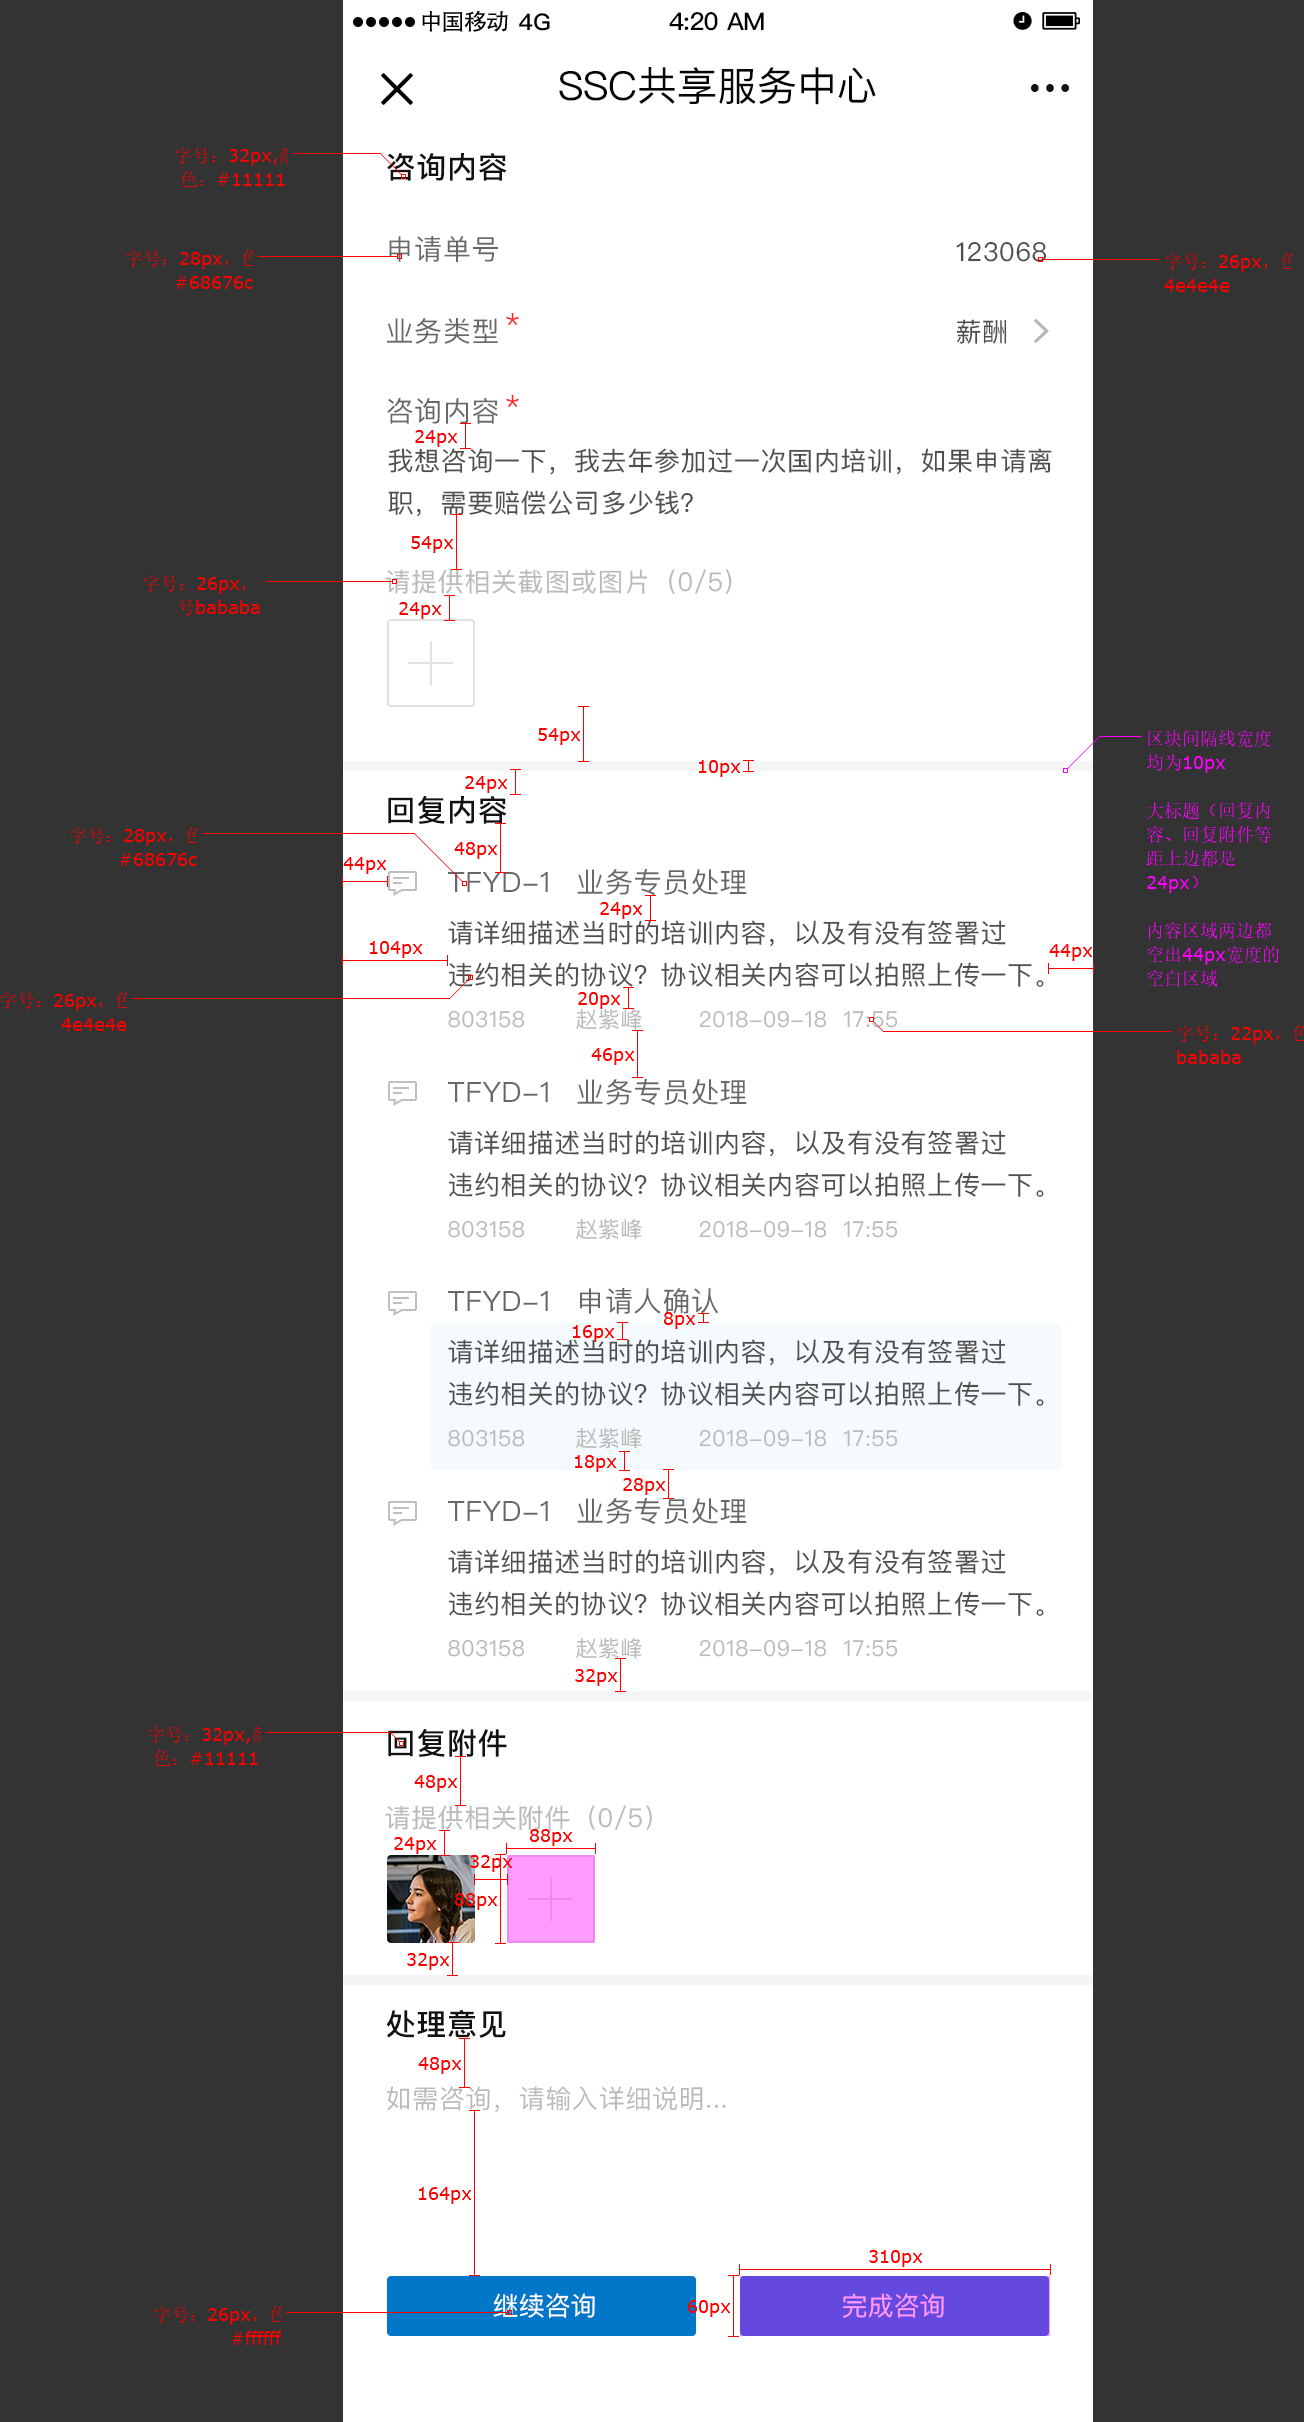 中国移动 4G 4:20 AM
SSC共享服务中心
字号：32px,
色：#11111
咨询内容
字号：28px，色
#68676c
申请单号 123068
字号：26px，色
4e4e4e
业务类型 * 薪酬
咨询内容 *
24px
我想咨询一下，我去年参加过一次国内培训，如果申请离
职，需要赔偿公司多少钱？
54px
字号：26px，
号bababa
请提供相关截图或图片（0/5）
24px
54px
10px
区块间隔线宽度
均为10px
大标题（回复内
容、回复附件等
距上边都是
24px）
内容区域两边都
空出44px宽度的
空白区域
24px
回复内容
字号：28px，色
#68676c
48px
44px
TFYD-1 业务专员处理
24px
请详细描述当时的培训内容，以及有没有签署过
104px
44px
违约相关的协议？协议相关内容可以拍照上传一下。
字号：26px，色
4e4e4e
20px
803158 赵紫峰 2018-09-18 17:55
字号：22px，色
bababa
46px
TFYD-1 业务专员处理
请详细描述当时的培训内容，以及有没有签署过
违约相关的协议？协议相关内容可以拍照上传一下。
803158 赵紫峰 2018-09-18 17:55
TFYD-1 申请人确认
8px
16px
请详细描述当时的培训内容，以及有没有签署过
违约相关的协议？协议相关内容可以拍照上传一下。
803158 赵紫峰 2018-09-18 17:55
18px
28px
TFYD-1 业务专员处理
请详细描述当时的培训内容，以及有没有签署过
违约相关的协议？协议相关内容可以拍照上传一下。
803158 赵紫峰 2018-09-18 17:55
32px
字号：32px,
色：#11111
回复附件
48px
请提供相关附件（0/5）
24px
88px
32px
88px
32px
处理意见
48px
如需咨询，请输入详细说明...
164px
310px
字号：26px，色
#ffffff
继续咨询
60px
完成咨询